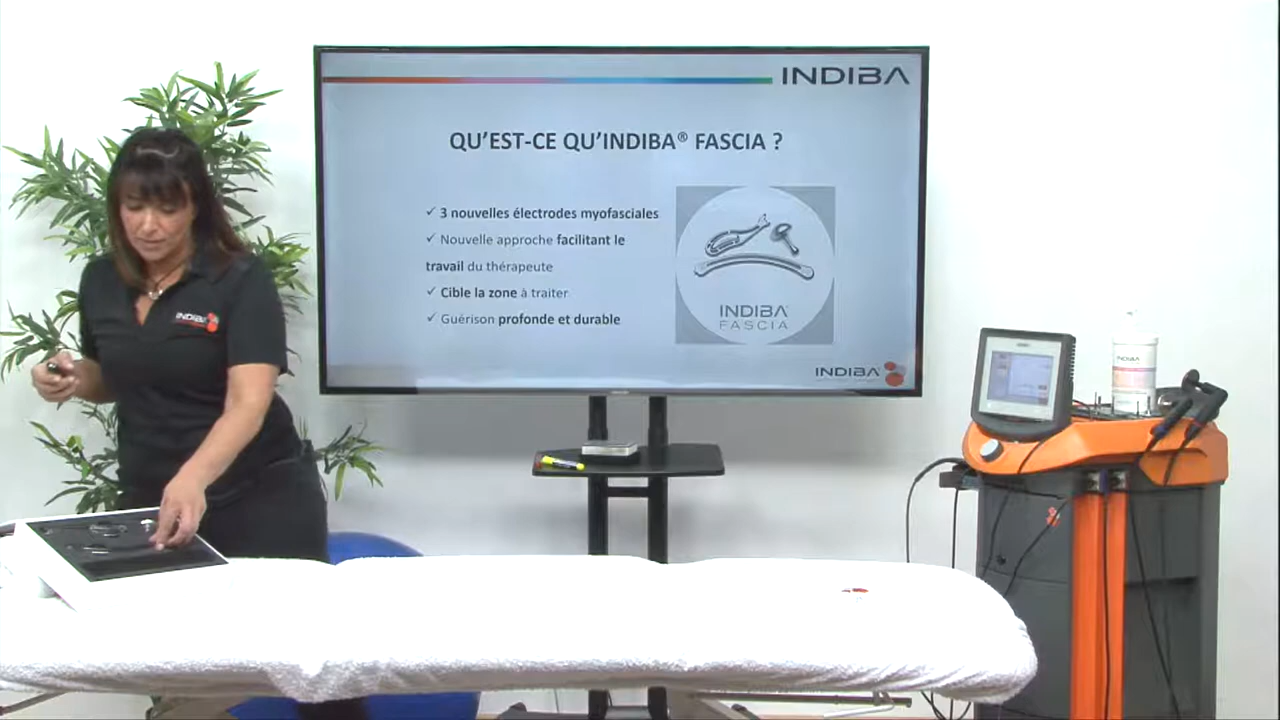 INDIBA
QU'EST-CE QU'INDIBA® FASCIA ?
✓ 3 nouvelles électrodes myofasciales
✓ Nouvelle approche facilitant le
travail du thérapeute
✓ Cible la zone à traiter
✓ Guérison profonde et durable
INDIBA®
FASCIA
INDIBA®
INDIBA
INDIBA